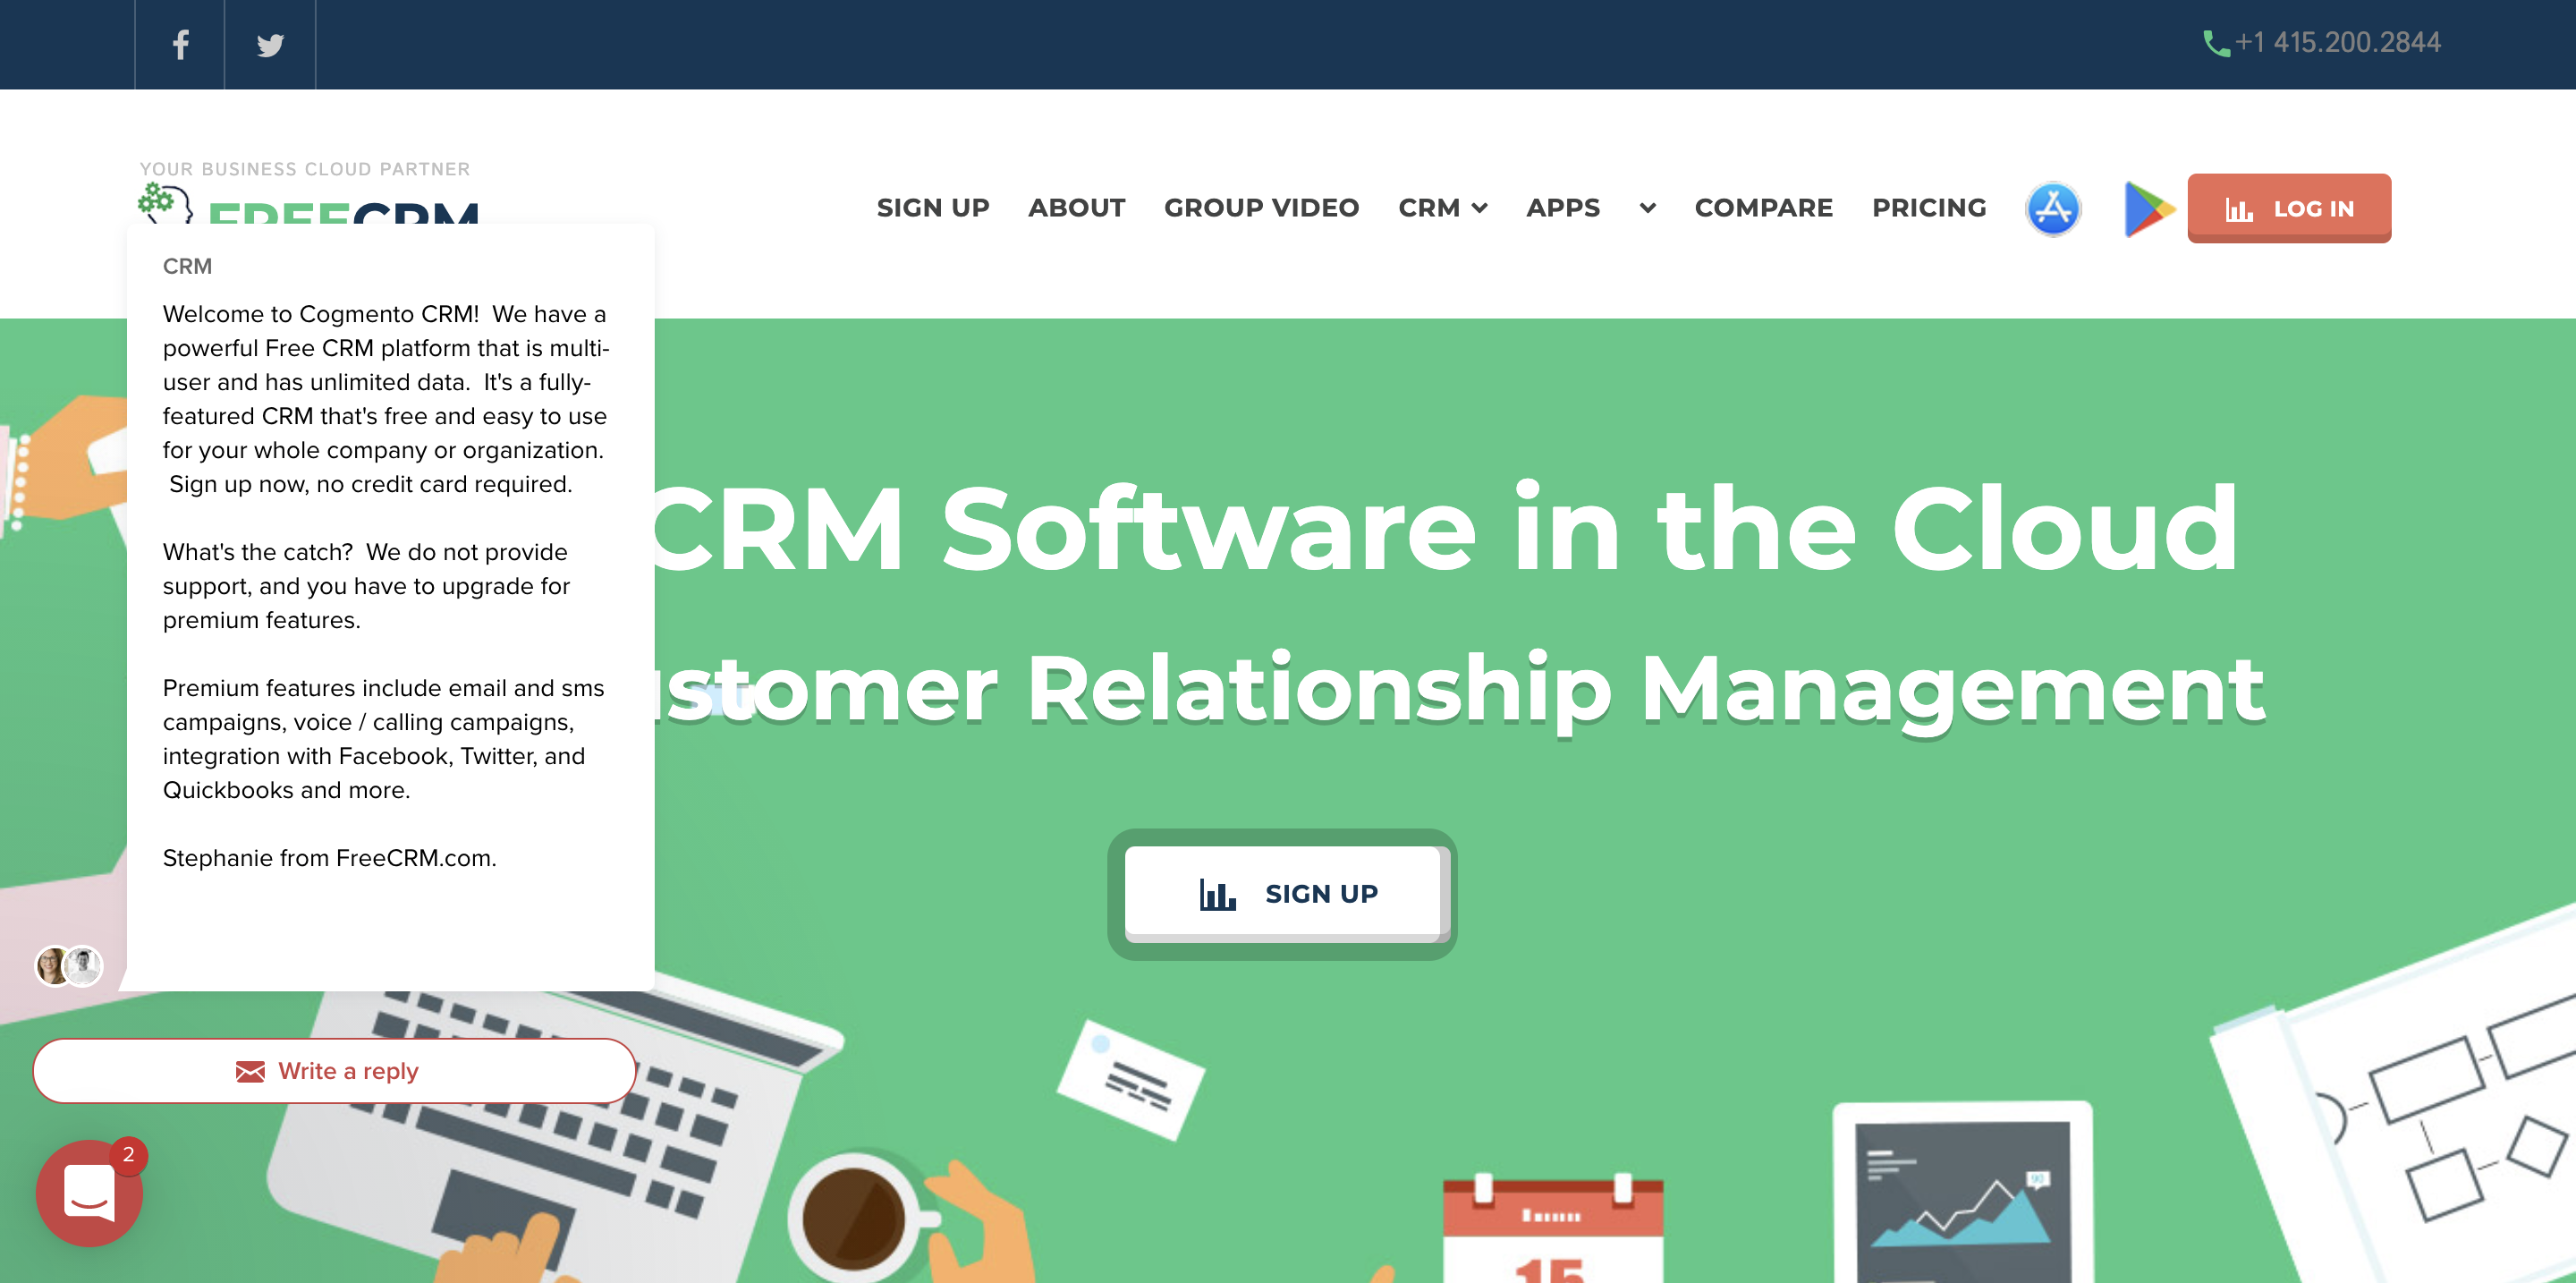 +1 415.200.2844
YOUR BUSINESS CLOUD PARTNER
FREECRM
SIGN UP ABOUT GROUP VIDEO CRM APPS COMPARE PRICING LOG IN
CRM
Welcome to Cogmento CRM! We have a
powerful Free CRM platform that is multi-
user and has unlimited data. It's a fully-
featured CRM that's free and easy to use
for your whole company or organization.
Sign up now, no credit card required.
What's the catch? We do not provide
support, and you have to upgrade for
premium features.
Premium features include email and sms
campaigns, voice / calling campaigns,
integration with Facebook, Twitter, and
Quickbooks and more.
Stephanie from FreeCRM.com.
CRM Software in the Cloud
ustomer Relationship Management
SIGN UP
Write a reply
2
90
15